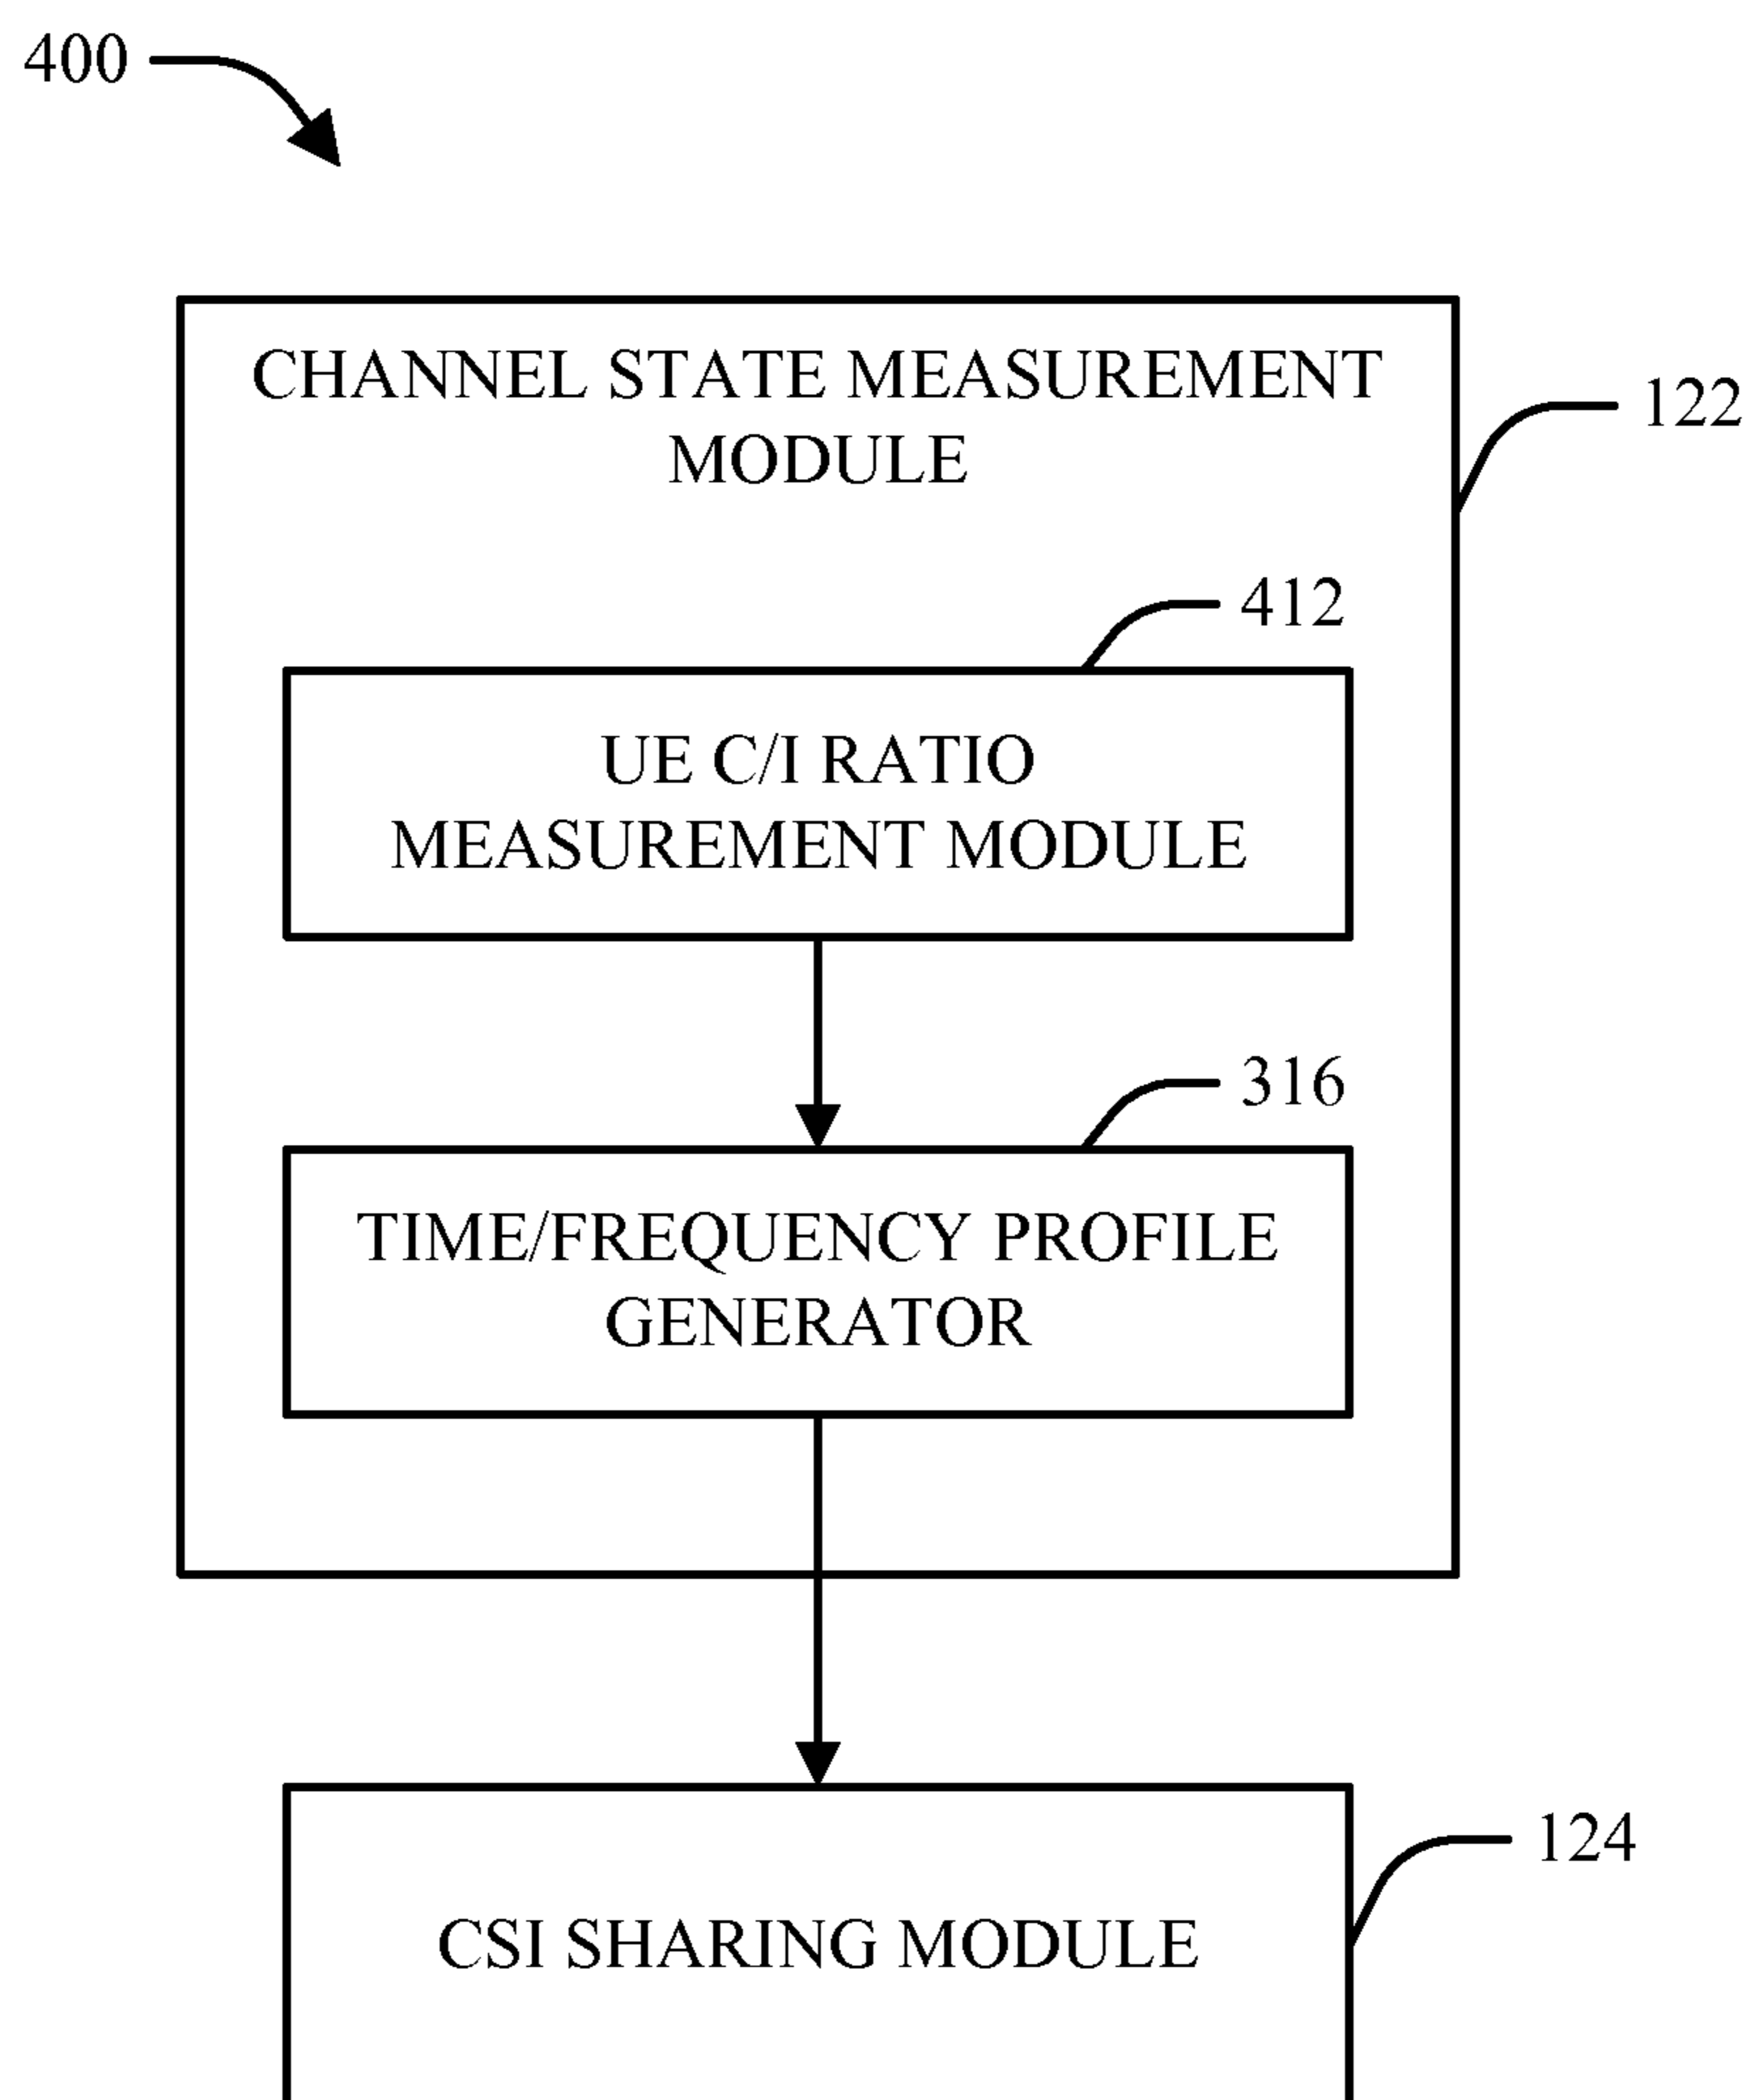 400
CHANNEL STATE MEASUREMENT
MODULE
122
412
UE C/I RATIO
MEASUREMENT MODULE
316
TIME/FREQUENCY PROFILE
GENERATOR
124
CSI SHARING MODULE